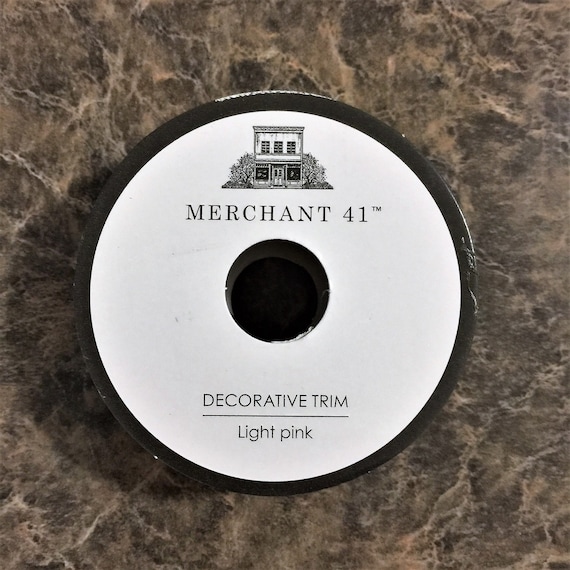 MERCHANT 41™
DECORATIVE TRIM
Light pink